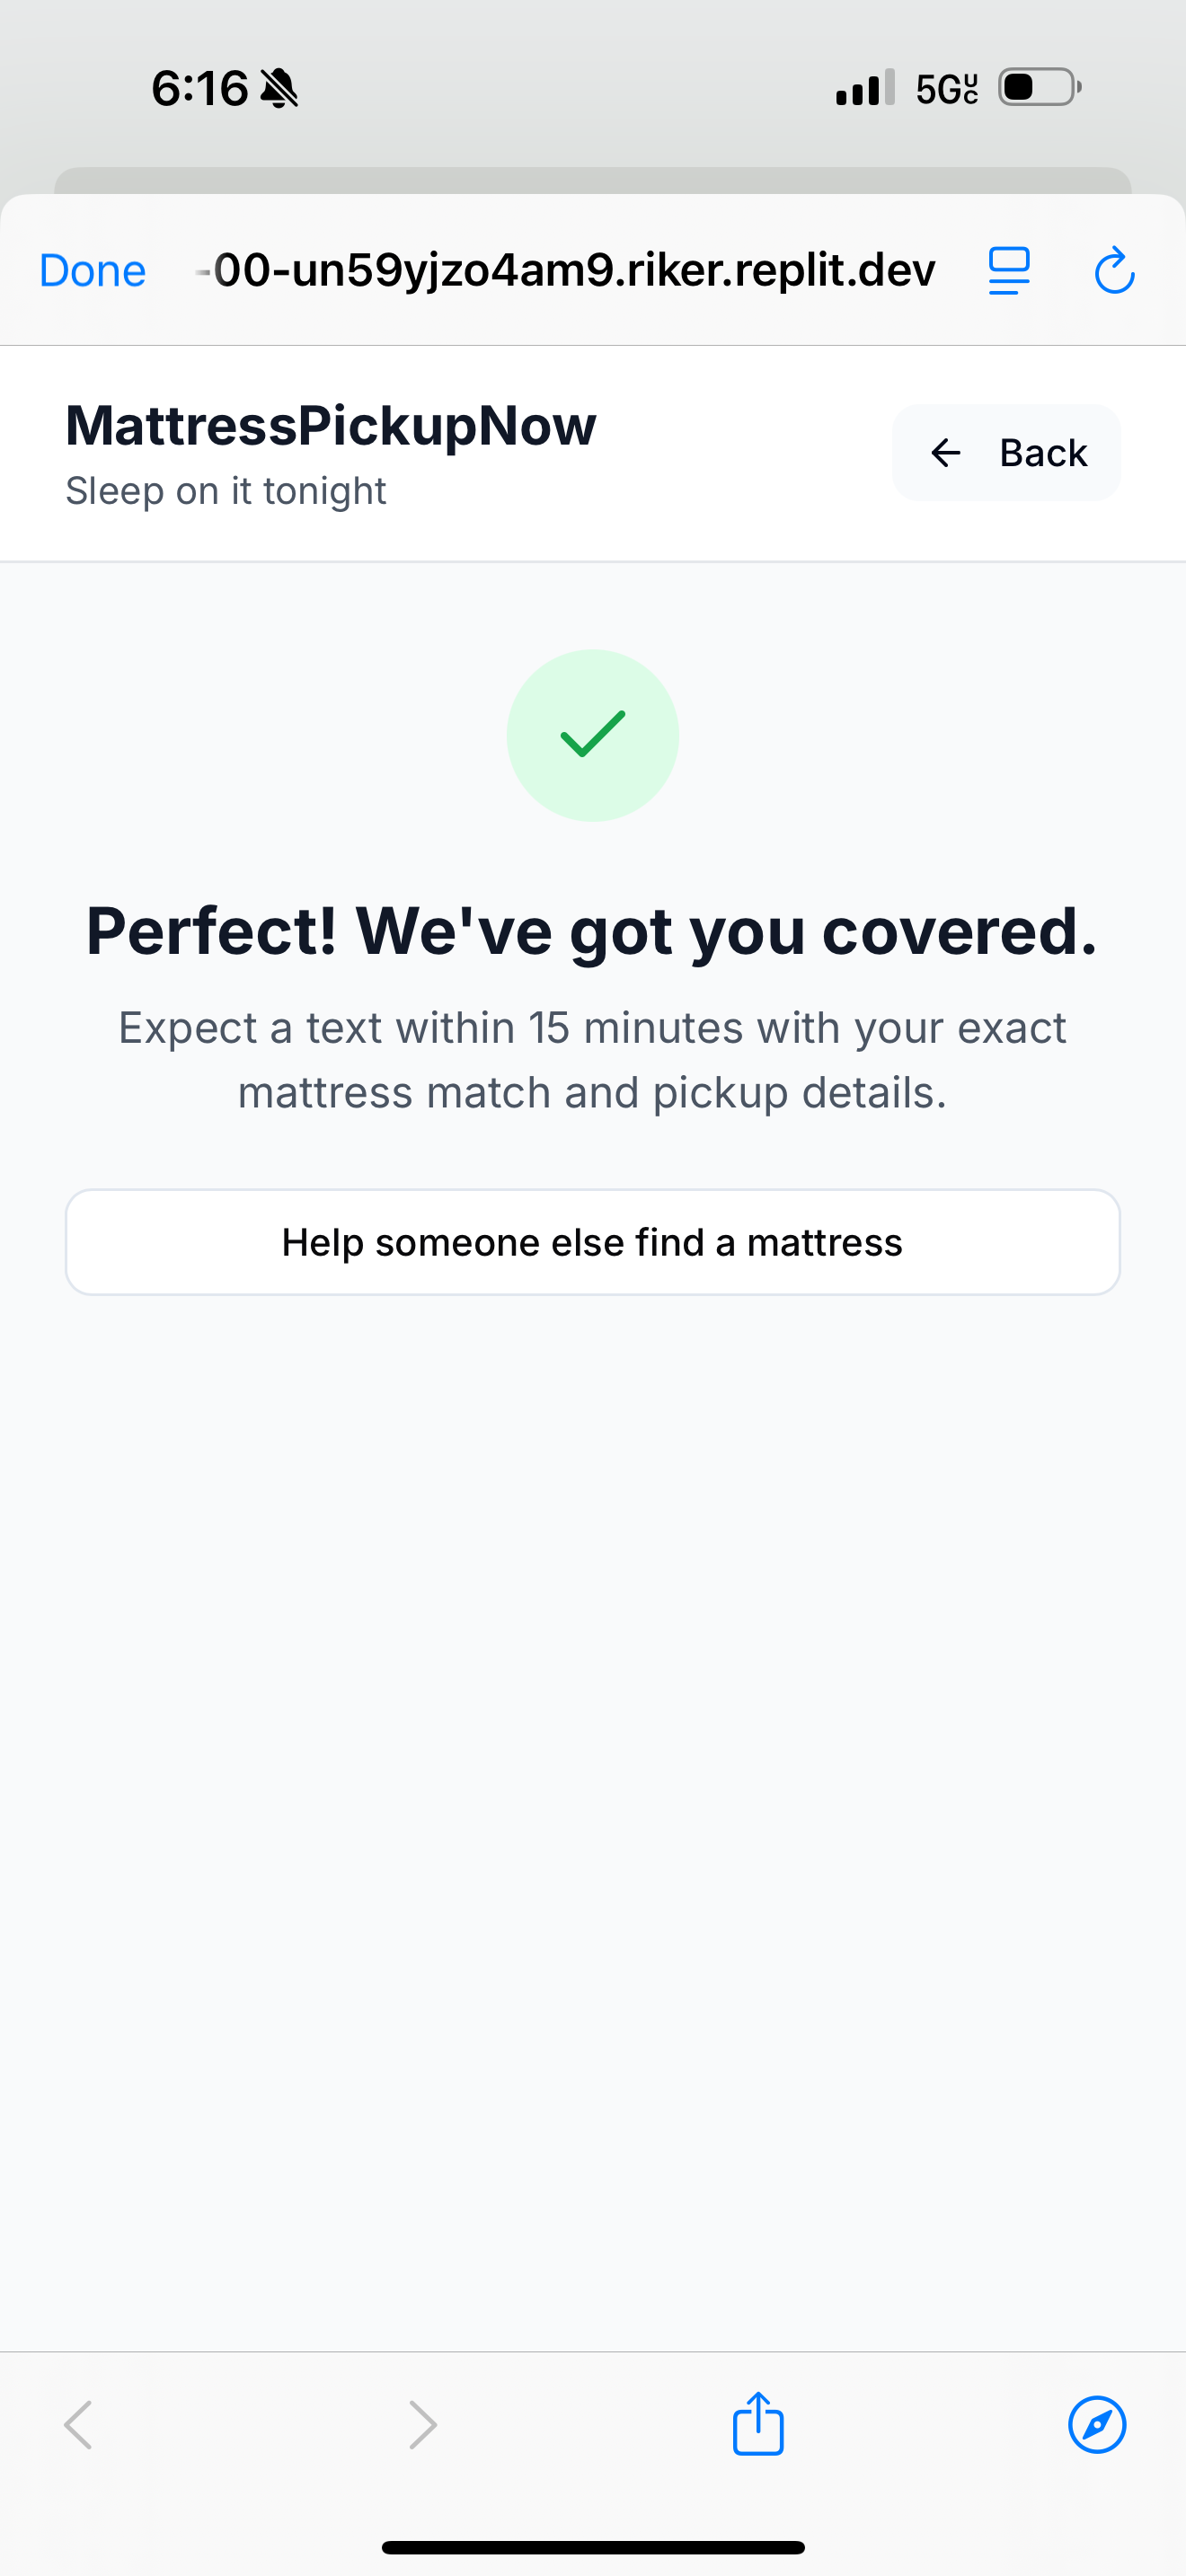 6:16
5G UC
Done
-00-un59yjzo4am9.riker.replit.dev
MattressPickupNow
Sleep on it tonight
Back
Perfect! We've got you covered.
Expect a text within 15 minutes with your exact
mattress match and pickup details.
Help someone else find a mattress